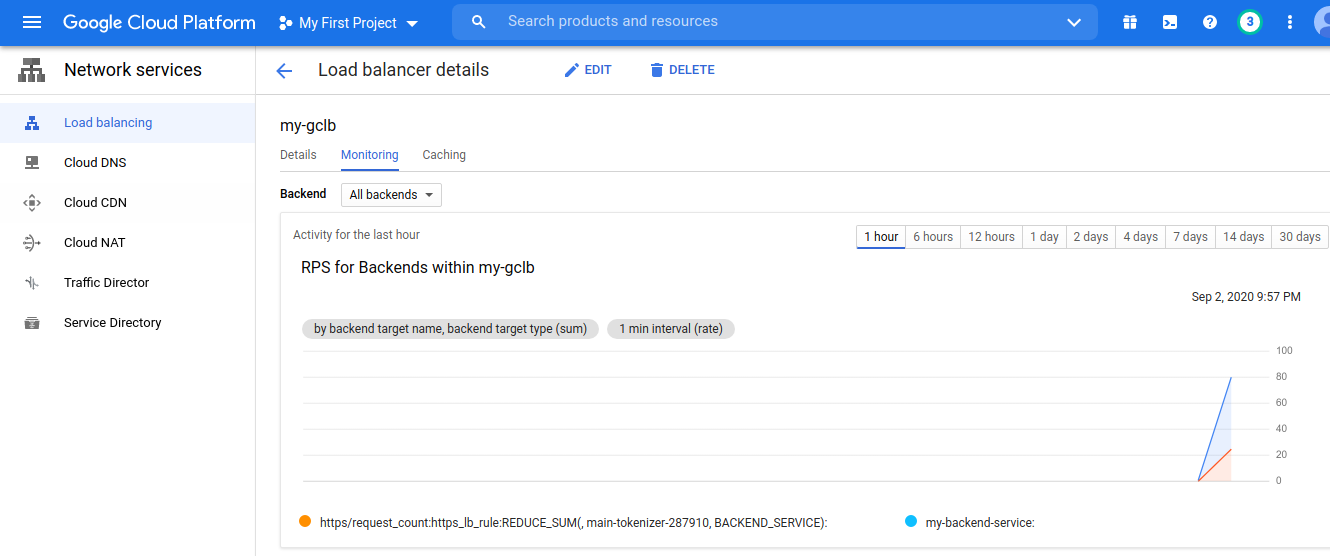 Google Cloud Platform
My First Project
Search products and resources
3
Network services
Load balancer details
EDIT
DELETE
Load balancing
Cloud DNS
Cloud CDN
Cloud NAT
Traffic Director
Service Directory
my-gclb
Details Monitoring Caching
Backend All backends
Activity for the last hour
1 hour 6 hours 12 hours 1 day 2 days 4 days 7 days 14 days 30 days
RPS for Backends within my-gclb
Sep 2, 2020 9:57 PM
by backend target name, backend target type (sum) 1 min interval (rate)
100
80
60
40
20
0
https/request_count:https_lb_rule:REDUCE_SUM(, main-tokenizer-287910, BACKEND_SERVICE): my-backend-service: